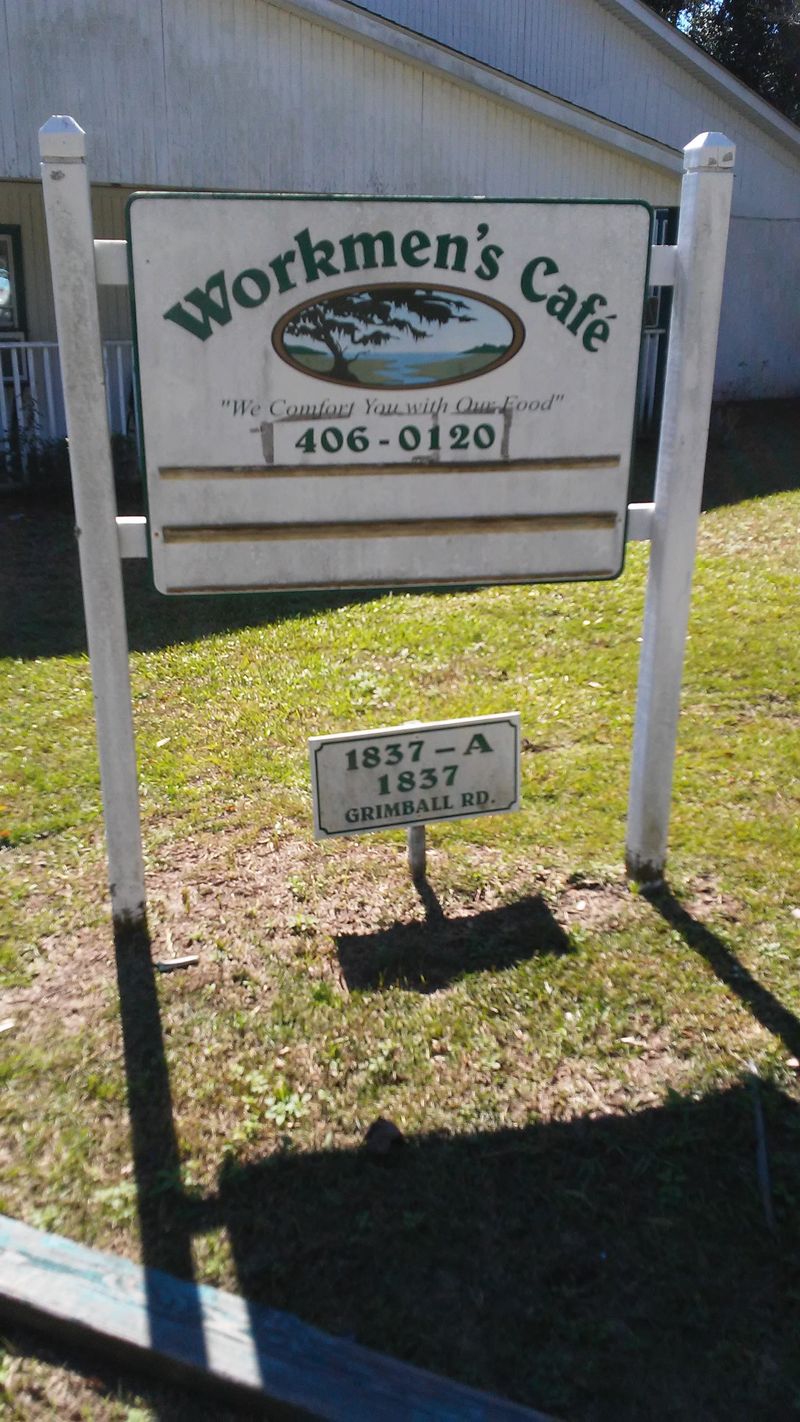 Workmen's Café
"We Comfort You with Our Food"
406-0120
1837-A
1837
GRIMBALL RD.